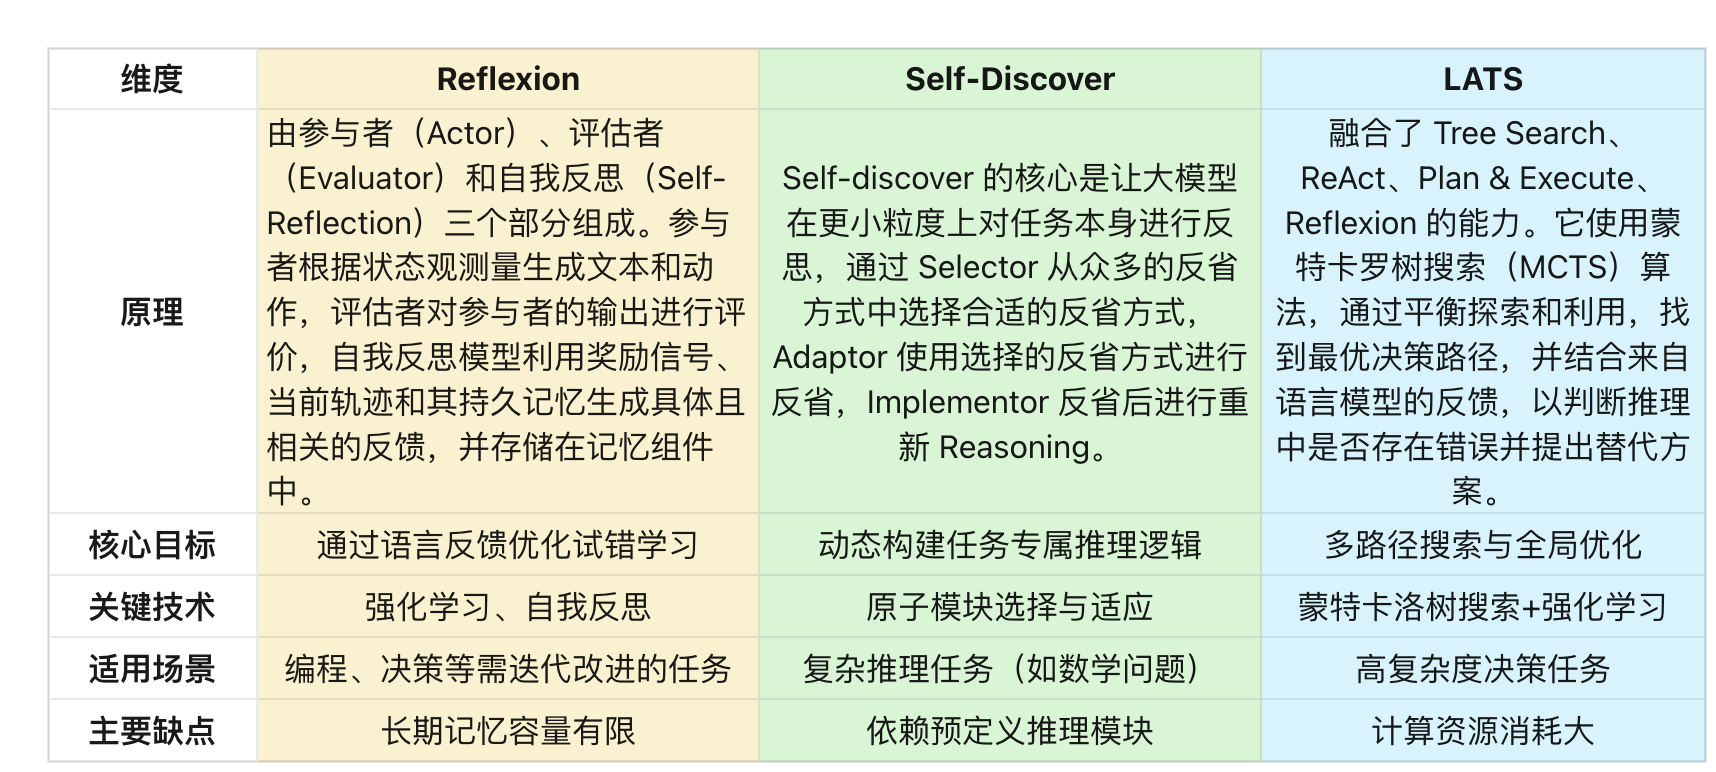 维度
Reflexion
Self-Discover
LATS
原理
由参与者（Actor）、评估者
（Evaluator）和自我反思（Self-
Reflection）三个部分组成。参与
者根据状态观测量生成文本和动
作，评估者对参与者的输出进行评
价，自我反思模型利用奖励信号、
当前轨迹和其持久记忆生成具体且
相关的反馈，并存储在记忆组件
中。
Self-discover 的核心是让大模型
在更小粒度上对任务本身进行反
思，通过 Selector 从众多的反省
方式中选择合适的反省方式，
Adaptor 使用选择的反省方式进行
反省，Implementor 反省后进行重
新 Reasoning。
融合了 Tree Search、
ReAct、Plan & Execute、
Reflexion 的能力。它使用蒙
特卡罗树搜索（MCTS）算
法，通过平衡探索和利用，找
到最优决策路径，并结合来自
语言模型的反馈，以判断推理
中是否存在错误并提出替代方
案。
核心目标
通过语言反馈优化试错学习
动态构建任务专属推理逻辑
多路径搜索与全局优化
关键技术
强化学习、自我反思
原子模块选择与适应
蒙特卡洛树搜索+强化学习
适用场景
编程、决策等需迭代改进的任务
复杂推理任务（如数学问题）
高复杂度决策任务
主要缺点
长期记忆容量有限
依赖预定义推理模块
计算资源消耗大